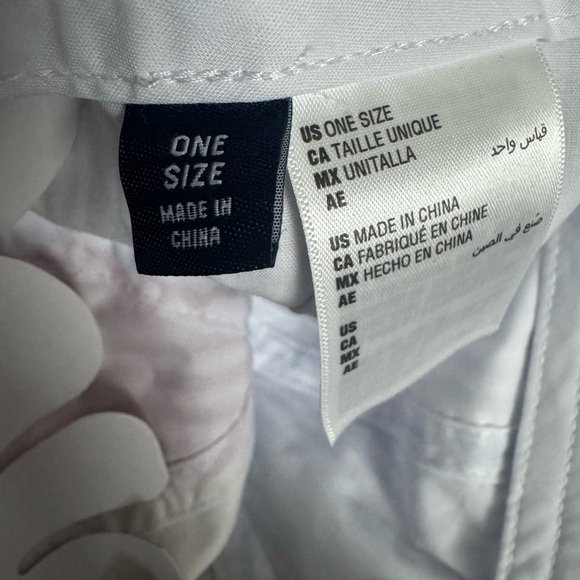 ONE
SIZE
MADE IN
CHINA
US ONE SIZE
CA TAILLE UNIQUE
MX UNITALLA
AE قياس واحد
US MADE IN CHINA
CA FABRIQUÉ EN CHINE
MX HECHO EN CHINA
AE صنع في الصين
US
CA
MX
AE